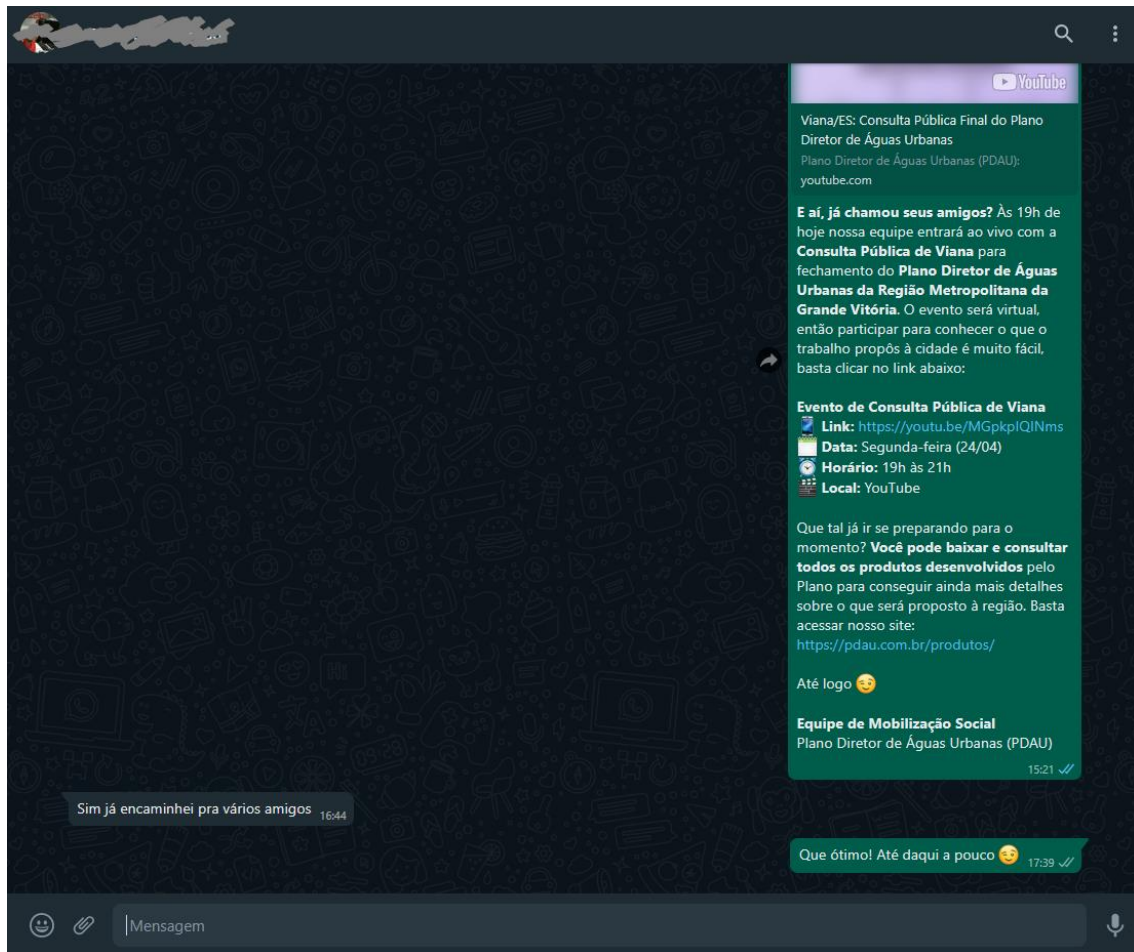 YouTube
Viana/ES: Consulta Pública Final do Plano
Diretor de Águas Urbanas
Plano Diretor de Águas Urbanas (PDAU):
youtube.com
E aí, já chamou seus amigos? Às 19h de
hoje nossa equipe entrará ao vivo com a
Consulta Pública de Viana para
fechamento do Plano Diretor de Águas
Urbanas da Região Metropolitana da
Grande Vitória. O evento será virtual,
então participar para conhecer o que o
trabalho propôs à cidade é muito fácil,
basta clicar no link abaixo:
Evento de Consulta Pública de Viana
Link: https://youtu.be/MGpkpIQINms
Data: Segunda-feira (24/04)
Horário: 19h às 21h
Local: YouTube
Que tal já ir se preparando para o
momento? Você pode baixar e consultar
todos os produtos desenvolvidos pelo
Plano para conseguir ainda mais detalhes
sobre o que será proposto à região. Basta
acessar nosso site:
https://pdau.com.br/produtos/
Até logo 😉
Equipe de Mobilização Social
Plano Diretor de Águas Urbanas (PDAU)
15:21
Sim já encaminhei pra vários amigos 16:44
Que ótimo! Até daqui a pouco 😉 17:39
Mensagem